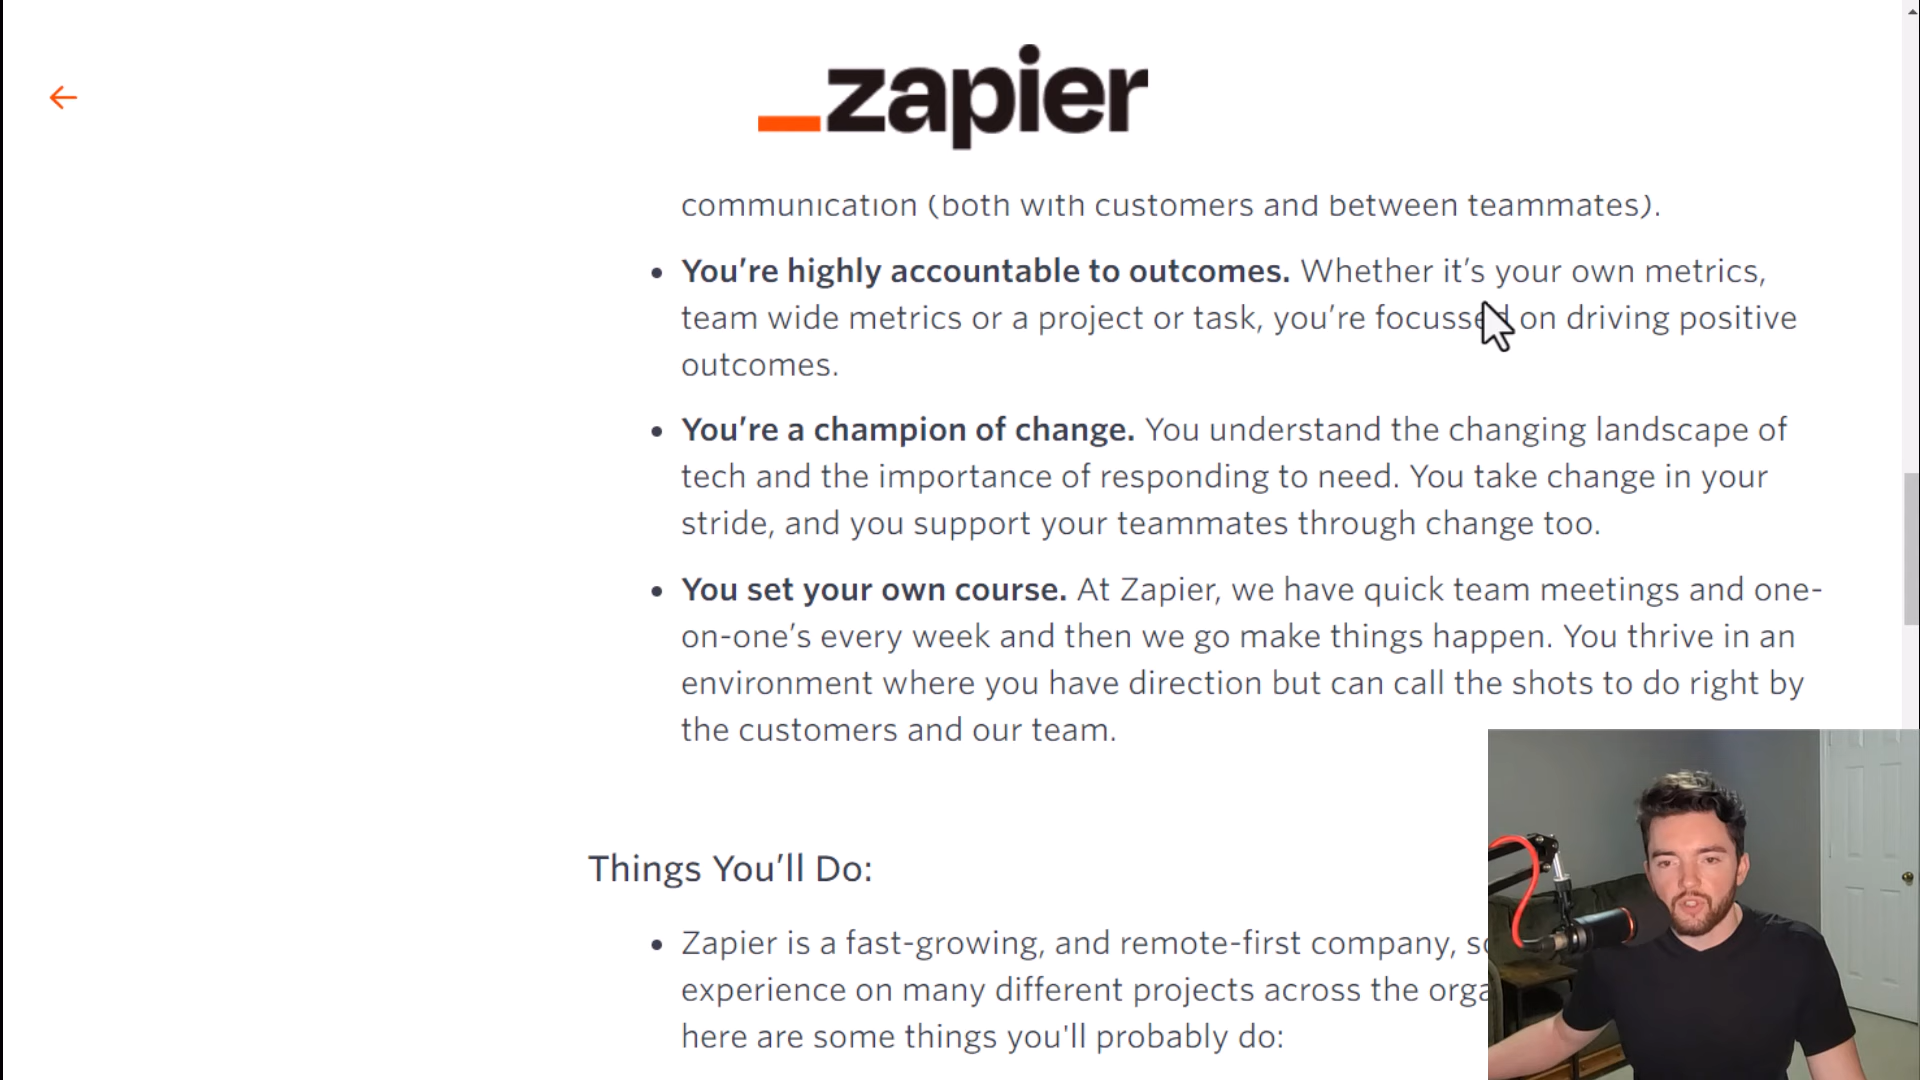 zapier
communication (both with customers and between teammates).
You’re highly accountable to outcomes. Whether it’s your own metrics,
team wide metrics or a project or task, you’re focussed on driving positive
outcomes.
You’re a champion of change. You understand the changing landscape of
tech and the importance of responding to need. You take change in your
stride, and you support your teammates through change too.
You set your own course. At Zapier, we have quick team meetings and one-
on-one’s every week and then we go make things happen. You thrive in an
environment where you have direction but can call the shots to do right by
the customers and our team.
Things You’ll Do:
Zapier is a fast-growing, and remote-first company,
experience on many different projects across the
here are some things you'll probably do: